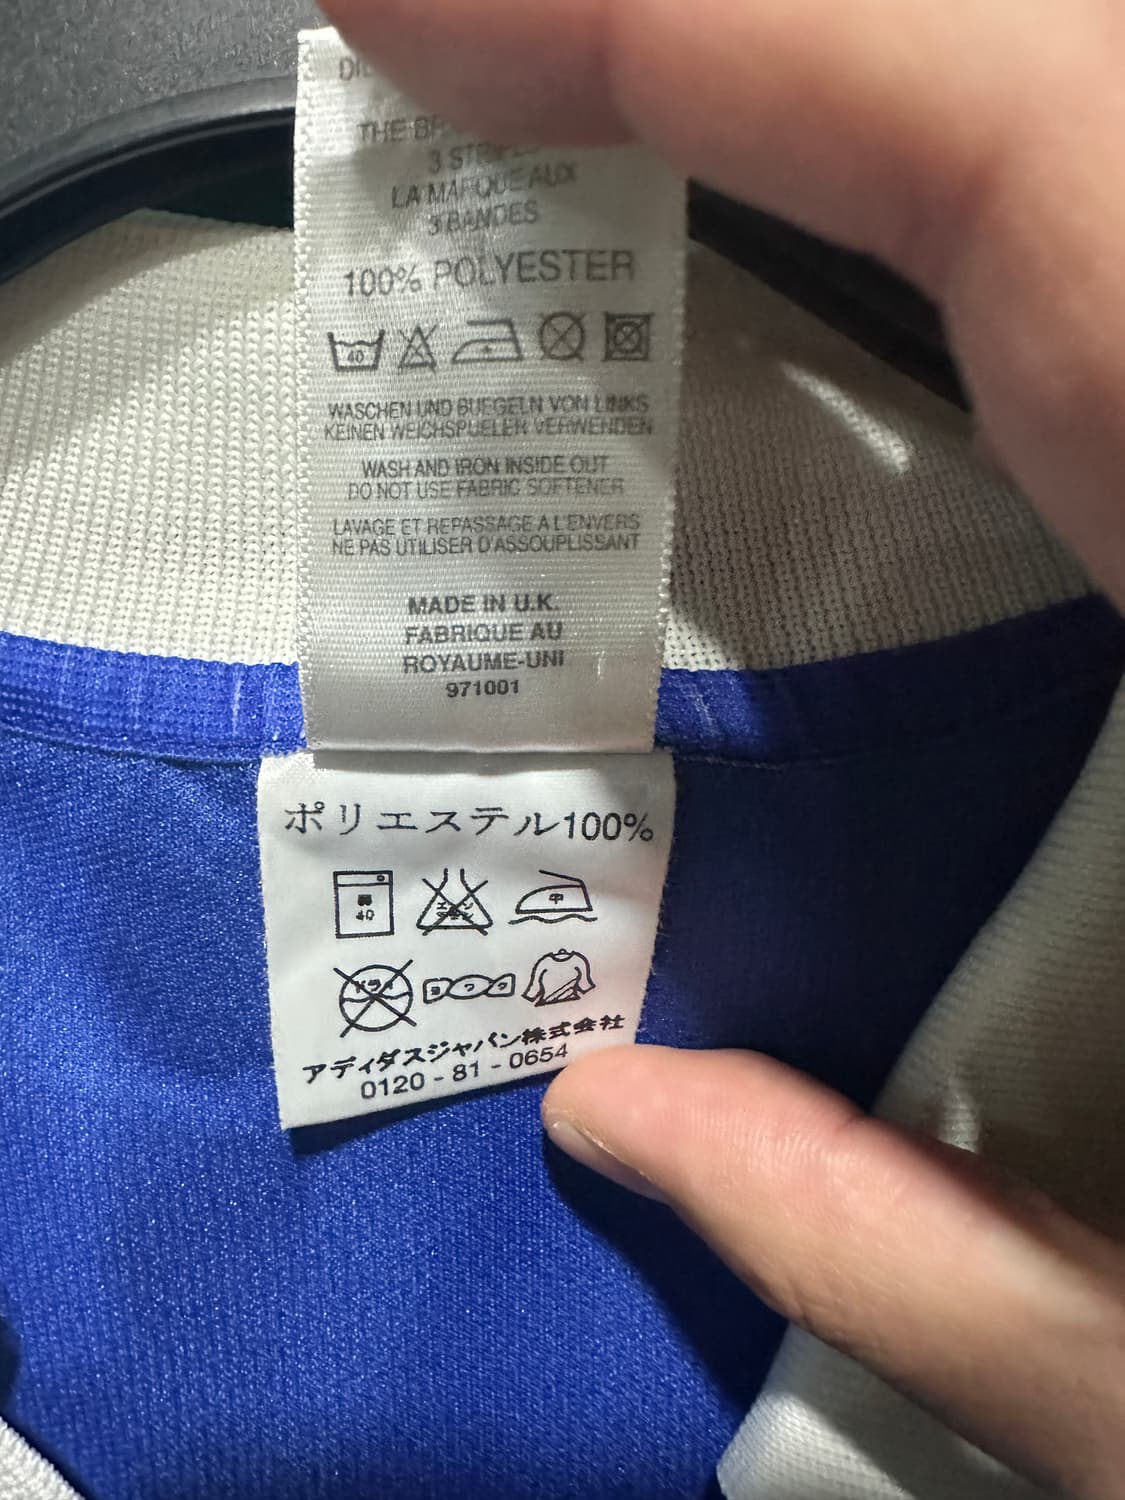 THE
3 STRIPES
LA MARQUE AUX
3 BANDES
100% POLYESTER
40
WASCHEN UND BUEGELN VON LINKS
KEINEN WEICHSPUELER VERWENDEN
WASH AND IRON INSIDE OUT
DO NOT USE FABRIC SOFTENER
LAVAGE ET REPASSAGE A L'ENVERS
NE PAS UTILISER D'ASSOUPLISSANT
MADE IN U.K.
FABRIQUE AU
ROYAUME-UNI
971001
ポリエステル100%
40
中
ドライ
アディダスジャパン株式会社
0120-81-0654